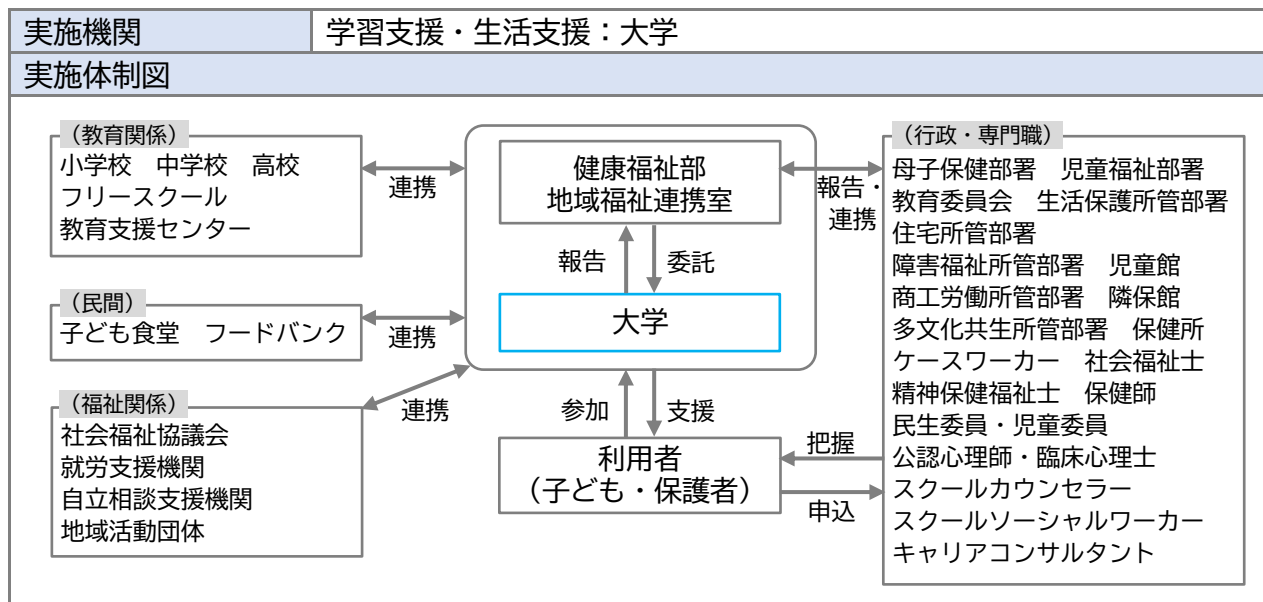 実施機関
学習支援・生活支援：大学
実施体制図
（教育関係）
小学校　中学校　高校
フリースクール
教育支援センター
連携
（民間）
子ども食堂　フードバンク
連携
（福祉関係）
社会福祉協議会
就労支援機関
自立相談支援機関
地域活動団体
連携
健康福祉部
地域福祉連携室
報告
委託
大学
参加
支援
利用者
（子ども・保護者）
報告・
連携
把握
申込
（行政・専門職）
母子保健部署　児童福祉部署
教育委員会　生活保護所管部署
住宅所管部署
障害福祉所管部署　児童館
商工労働所管部署　隣保館
多文化共生所管部署　保健所
ケースワーカー　社会福祉士
精神保健福祉士　保健師
民生委員・児童委員
公認心理師・臨床心理士
スクールカウンセラー
スクールソーシャルワーカー
キャリアコンサルタント